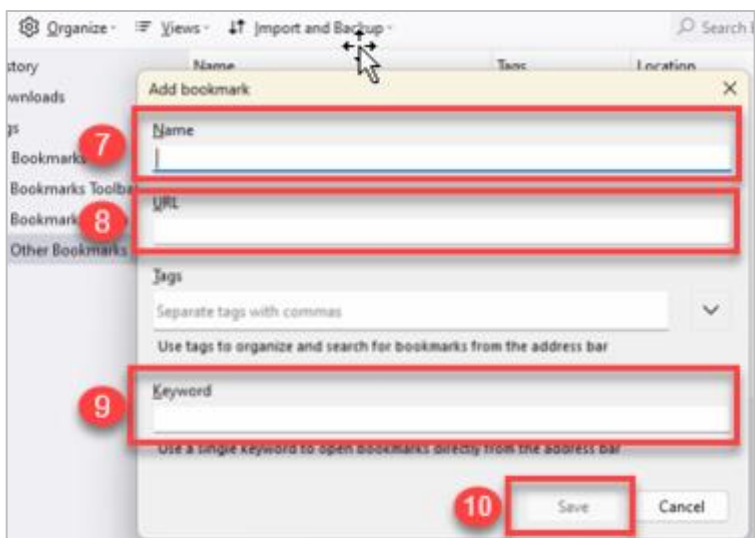 Organize Views Import and Backup Search
story Name Tags Location
wnloads Add bookmark
gs
7 Name
Bookmarks
Bookmarks Toolba
8 URL
Bookmark
Other Bookmarks
Tags
Separate tags with commas
Use tags to organize and search for bookmarks from the address bar
9 Keyword
Use a single keyword to open bookmarks directly from the address bar
10 Save Cancel